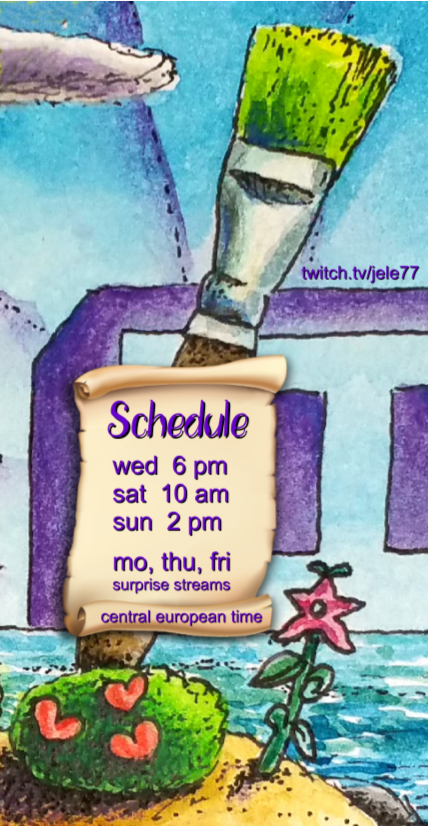 twitch.tv/jele77
Schedule
wed 6 pm
sat 10 am
sun 2 pm
mo, thu, fri
surprise streams
central european time